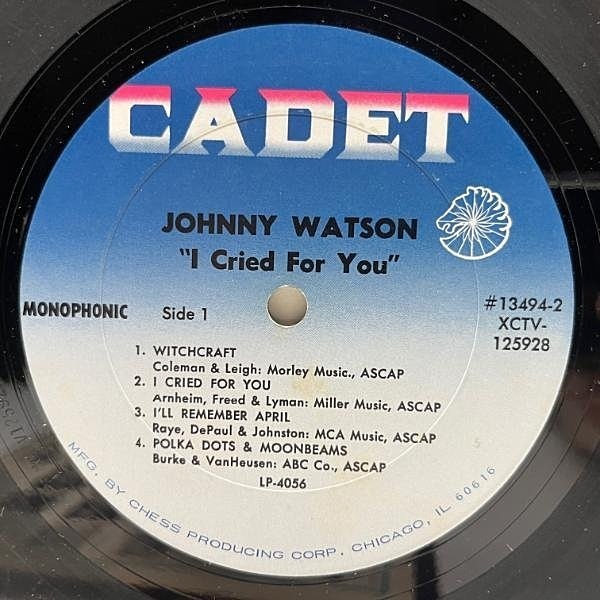 CADET
JOHNNY WATSON
"I Cried For You"
MONOPHONIC Side 1
#13494-2
XCTV-
125928
1. WITCHCRAFT
Coleman & Leigh: Morley Music., ASCAP
2. I CRIED FOR YOU
Arnheim, Freed & Lyman: Miller Music, ASCAP
3. I'LL REMEMBER APRIL
Raye, DePaul & Johnston: MCA Music, ASCAP
4. POLKA DOTS & MOONBEAMS
Burke & VanHeusen: ABC Co., ASCAP
LP-4056
MFG. BY CHESS PRODUCING CORP. CHICAGO, IL 60616